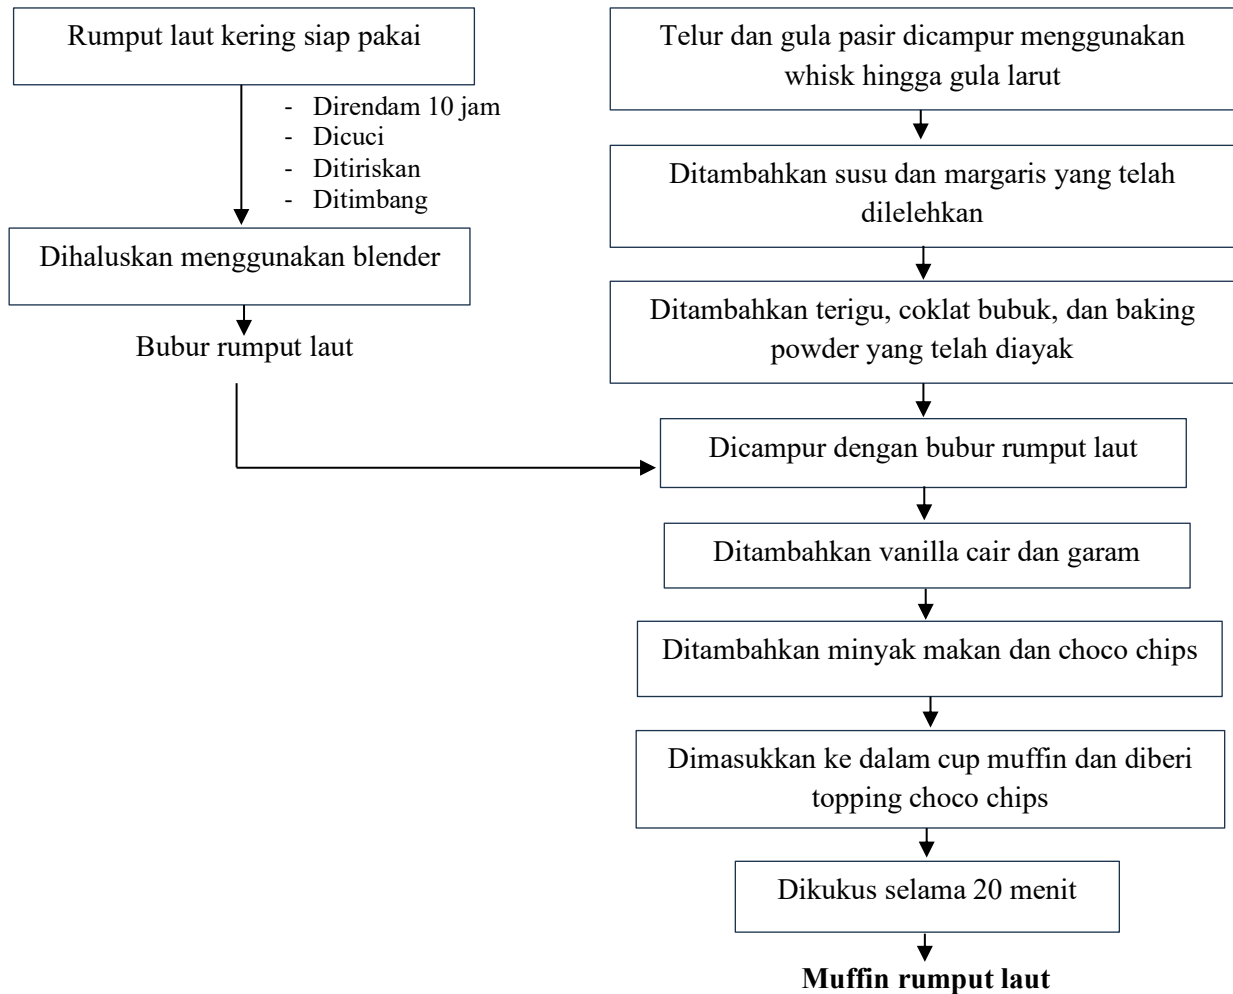 Rumput laut kering siap pakai
- Direndam 10 jam
- Dicuci
- Ditiriskan
- Ditimbang
Dihaluskan menggunakan blender
Bubur rumput laut
Telur dan gula pasir dicampur menggunakan
whisk hingga gula larut
Ditambahkan susu dan margaris yang telah
dilelehkan
Ditambahkan terigu, coklat bubuk, dan baking
powder yang telah diayak
Dicampur dengan bubur rumput laut
Ditambahkan vanilla cair dan garam
Ditambahkan minyak makan dan choco chips
Dimasukkan ke dalam cup muffin dan diberi
topping choco chips
Dikukus selama 20 menit
Muffin rumput laut